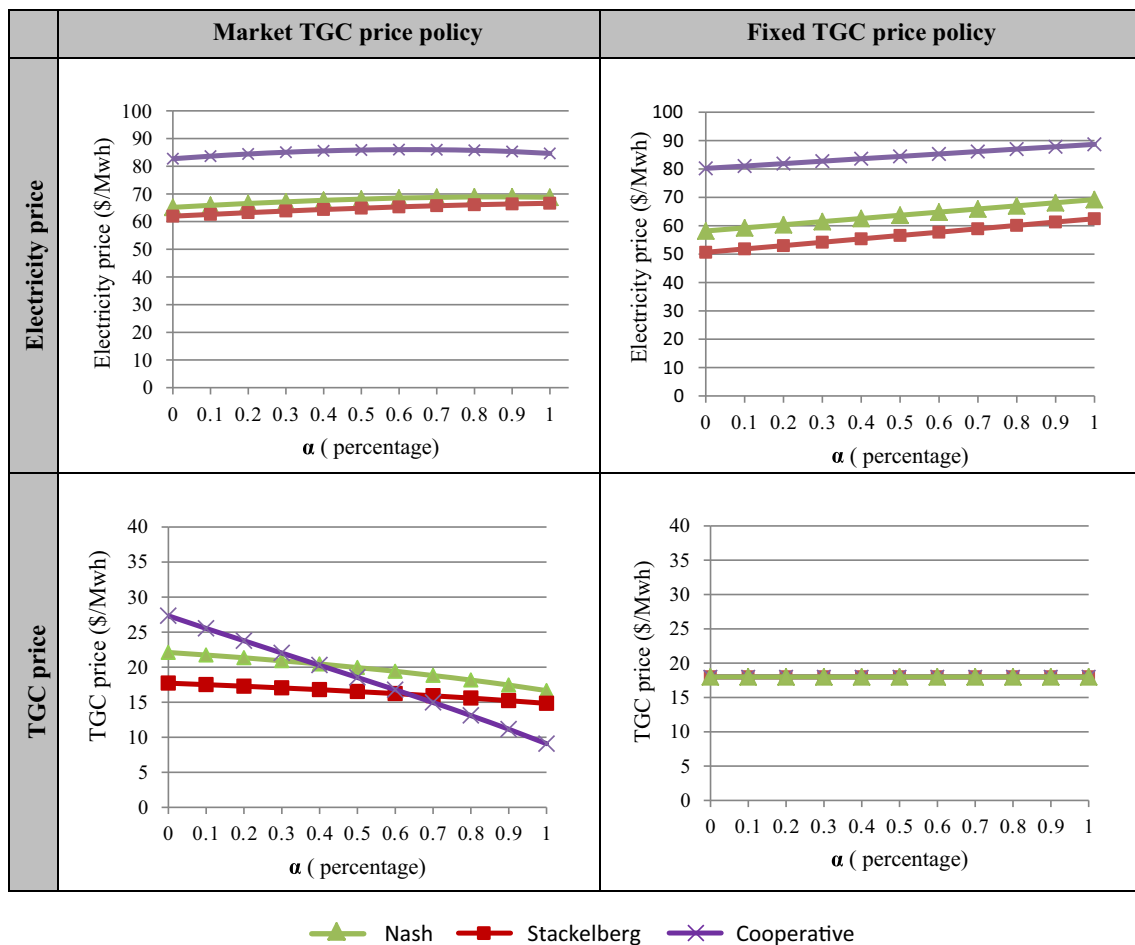 Market TGC price policy
Fixed TGC price policy
Electricity price
Electricity price ($/Mwh)
100
90
80
70
60
50
40
30
20
10
0
0 0.1 0.2 0.3 0.4 0.5 0.6 0.7 0.8 0.9 1
α ( percentage)
Electricity price ($/Mwh)
100
90
80
70
60
50
40
30
20
10
0
0 0.1 0.2 0.3 0.4 0.5 0.6 0.7 0.8 0.9 1
α ( percentage)
TGC price
TGC price ($/Mwh)
40
35
30
25
20
15
10
5
0
0 0.1 0.2 0.3 0.4 0.5 0.6 0.7 0.8 0.9 1
α ( percentage)
TGC price ($/Mwh)
40
35
30
25
20
15
10
5
0
0 0.1 0.2 0.3 0.4 0.5 0.6 0.7 0.8 0.9 1
α ( percentage)
Nash Stackelberg Cooperative